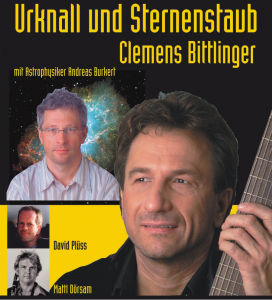 Urknall und Sternenstaub
Clemens Bittlinger
mit Astrophysiker Andreas Burkert
David Plüss
Matti Dörsam